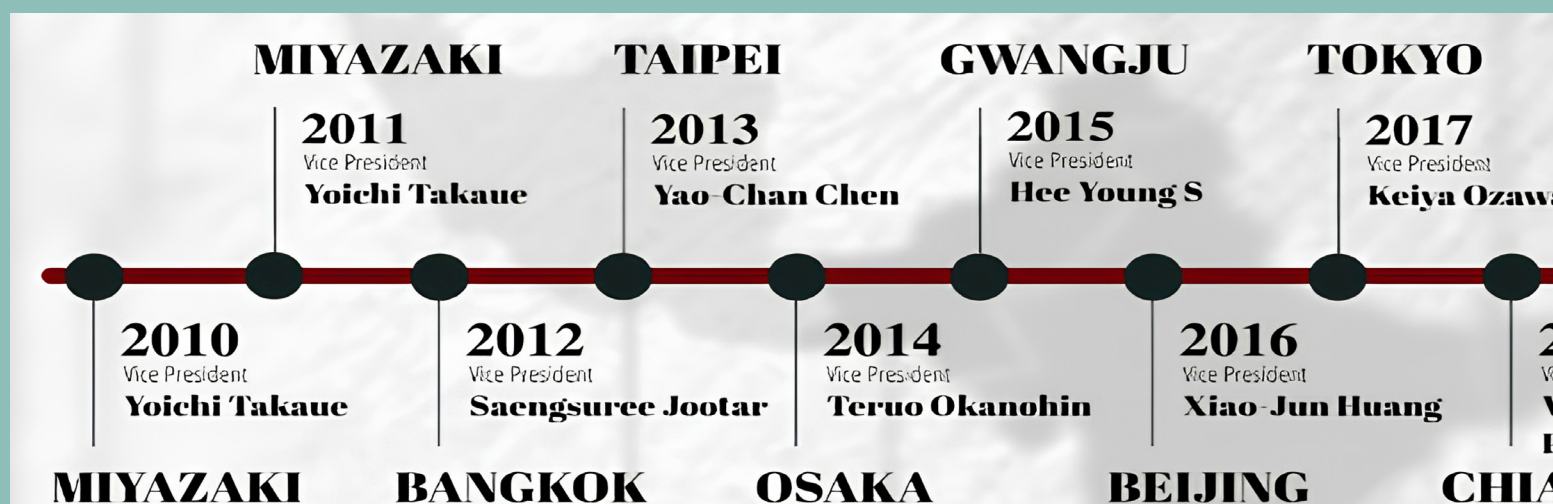 MIYAZAKI
2011
Vice President
Yoichi Takaue
TAIPEI
2013
Vice President
Yao-Chan Chen
GWANGJU
2015
Vice President
Hee Young S
TOKYO
2017
Vice President
Keiya
2010
Vice President
Yoichi Takaue
MIYAZAKI
2012
Vice President
Saengsuree Jootar
BANGKOK
2014
Vice President
Teruo Okanohin
OSAKA
2016
Vice President
Xiao-Jun Huang
BEIJING